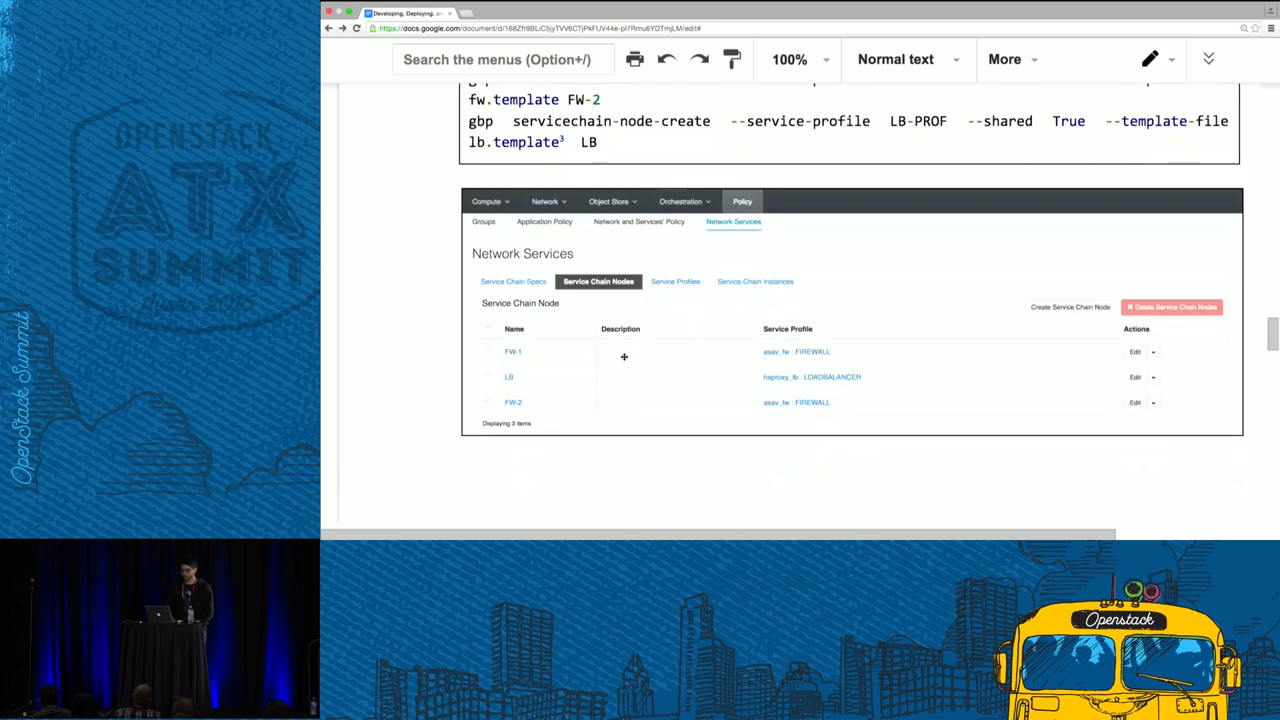 Developing, Deploying, an
https://docs.google.com/document/d/168Zfr9BLiC5jyTVV6CTjPkFUV44e-pI7Rmu6YDTmjLM/edit#
Search the menus (Option+/)
100%
Normal text
More
fw.template FW-2
gbp servicechain-node-create --service-profile LB-PROF --shared True --template-file
lb.template3 LB
Compute
Network
Object Store
Orchestration
Policy
Groups
Application Policy
Network and Services' Policy
Network Services
Network Services
Service Chain Specs
Service Chain Nodes
Service Profiles
Service Chain Instances
Service Chain Node
Create Service Chain Node
Delete Service Chain Nodes
Name
Description
Service Profile
Actions
FW-1
asav_fw : FIREWALL
Edit
LB
haproxy_lb : LOADBALANCER
Edit
FW-2
asav_fw : FIREWALL
Edit
Displaying 3 items
OPENSTACK
ATX
SUMMIT
OpenStack Summit
Openstack